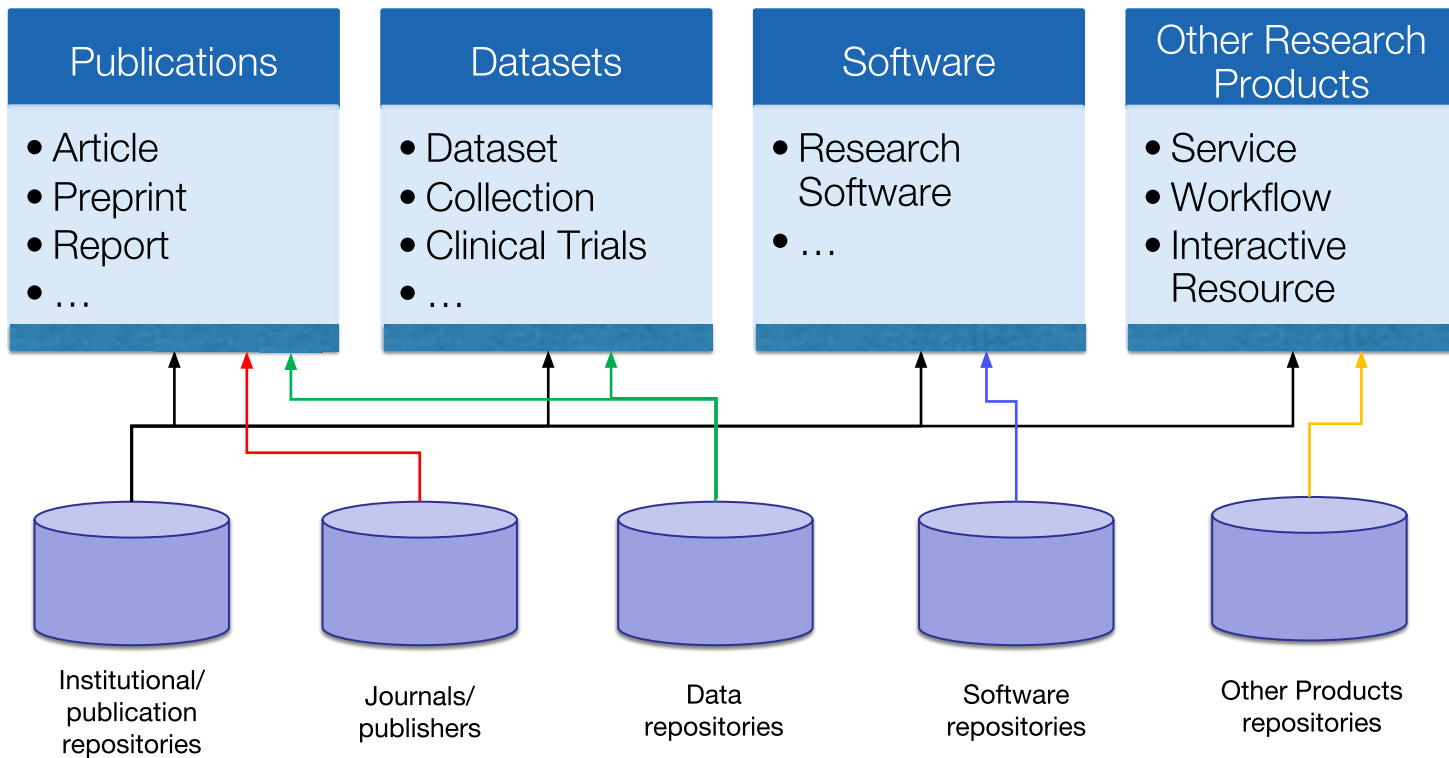 Publications
• Article
• Preprint
• Report
• …
Datasets
• Dataset
• Collection
• Clinical Trials
• …
Software
• Research
Software
• …
Other Research
Products
• Service
• Workflow
• Interactive
Resource
Institutional/
publication
repositories
Journals/
publishers
Data
repositories
Software
repositories
Other Products
repositories